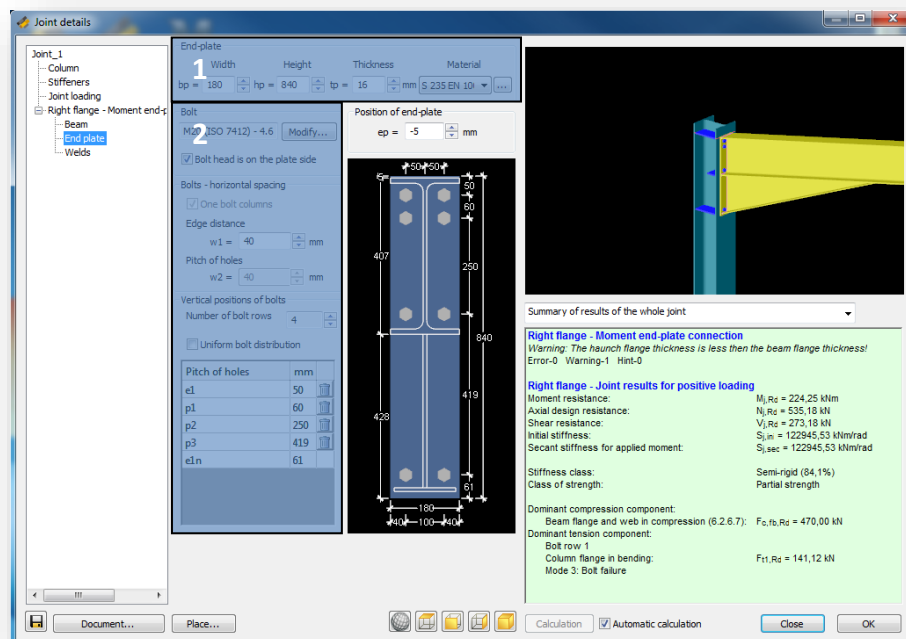 Joint details
Joint_1
Column
Stiffeners
Joint loading
Right flange - Moment end-p
Beam
End plate
Welds
End-plate
1
Width Height Thickness Material
bp = 180 hp = 840 tp = 16 mm S 235 EN 10 ...
2
Bolt
M20 (ISO 7412) - 4.6 Modify...
Bolt head is on the plate side
Bolts - horizontal spacing
One bolt columns
Edge distance
w1 = 40 mm
Pitch of holes
w2 = 40 mm
Vertical positions of bolts
Number of bolt rows 4
Uniform bolt distribution
Pitch of holes mm
e1 50
p1 60
p2 250
p3 419
e1n 61
Position of end-plate
ep = -5 mm
50 50
5
50
60
407
250
840
419
428
61
180
40 100 40
Summary of results of the whole joint
Right flange - Moment end-plate connection
Warning: The haunch flange thickness is less then the beam flange thickness!
Error-0 Warning-1 Hint-0
Right flange - Joint results for positive loading
Moment resistance: Mj,Rd = 224,25 kNm
Axial design resistance: Nj,Rd = 535,18 kN
Shear resistance: Vj,Rd = 273,18 kN
Initial stiffness: Sj,ini = 122945,53 kNm/rad
Secant stiffness for applied moment: Sj,sec = 122945,53 kNm/rad
Stiffness class: Semi-rigid (84,1%)
Class of strength: Partial strength
Dominant compression component:
Beam flange and web in compression (6.2.6.7): Fc,fb,Rd = 470,00 kN
Dominant tension component:
Bolt row 1
Column flange in bending: Ft1,Rd = 141,12 kN
Mode 3: Bolt failure
Document... Place... Calculation Automatic calculation Close OK